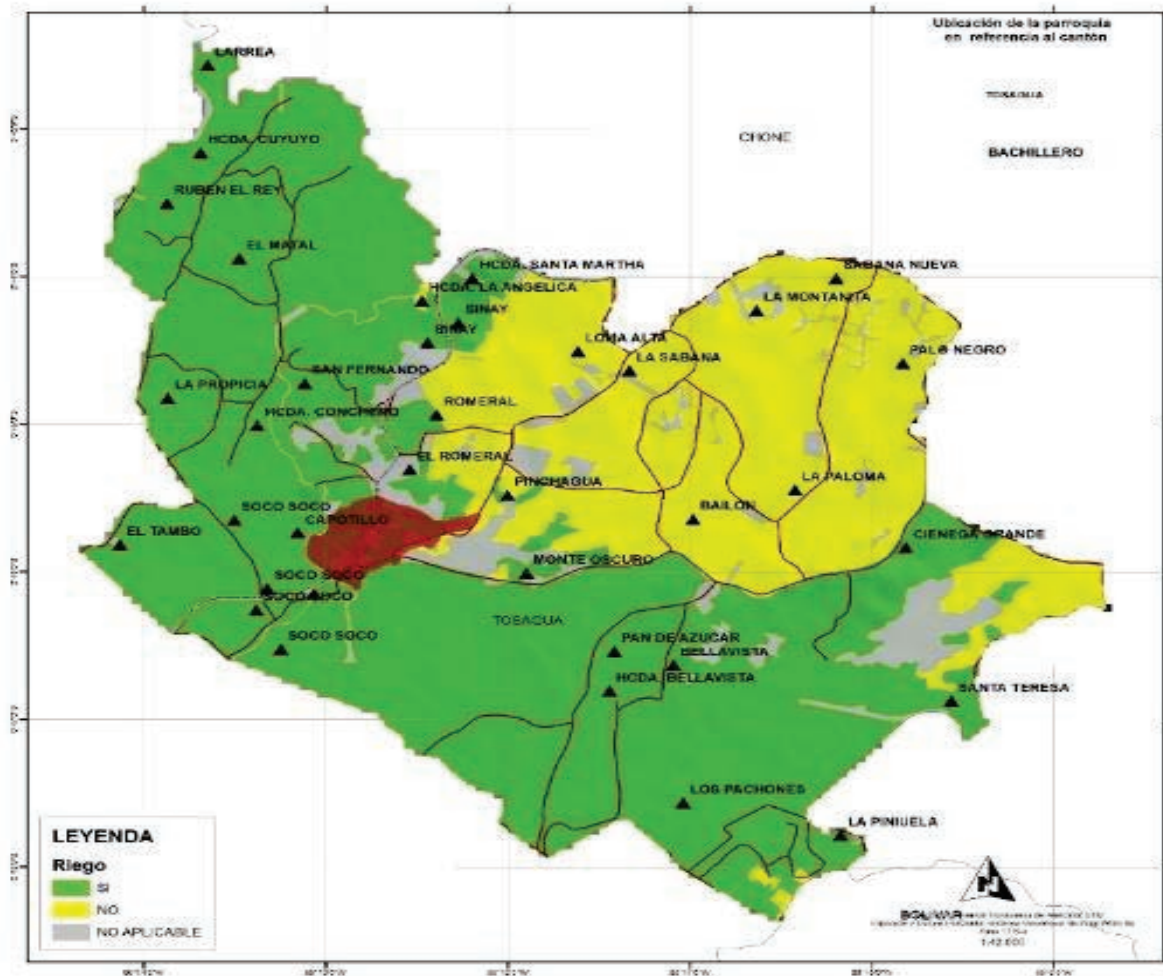 Ubicación de la parroquia
en referencia al cantón
TOSAGUA
BACHILLERO
CHONE
LARREA
HCDA. CUYUYO
RUBEN EL REY
EL MATAL
HCDA. SANTA MARTHA
HCDA. LA ANGELICA
SINAY
SINAY
SABANA NUEVA
LA MONTAÑITA
LOMA ALTA
LA SABANA
PALO NEGRO
SAN FERNANDO
LA PROPICIA
HCDA. CONCHERO
ROMERAL
EL ROMERAL
PINCHAGUA
LA PALOMA
BAILON
SOCO SOCO
CAPOTILLO
EL TAMBO
CIENEGA GRANDE
MONTE OSCURO
SOCO SOCO
SOCO SOCO
TOSAGUA
SOCO SOCO
PAN DE AZUCAR
BELLAVISTA
HCDA. BELLAVISTA
SANTA TERESA
LOS PACHONES
LA PIÑUELA
LEYENDA
Riego
SI
NO
NO APLICABLE
N
BOLIVAR
1:42.000